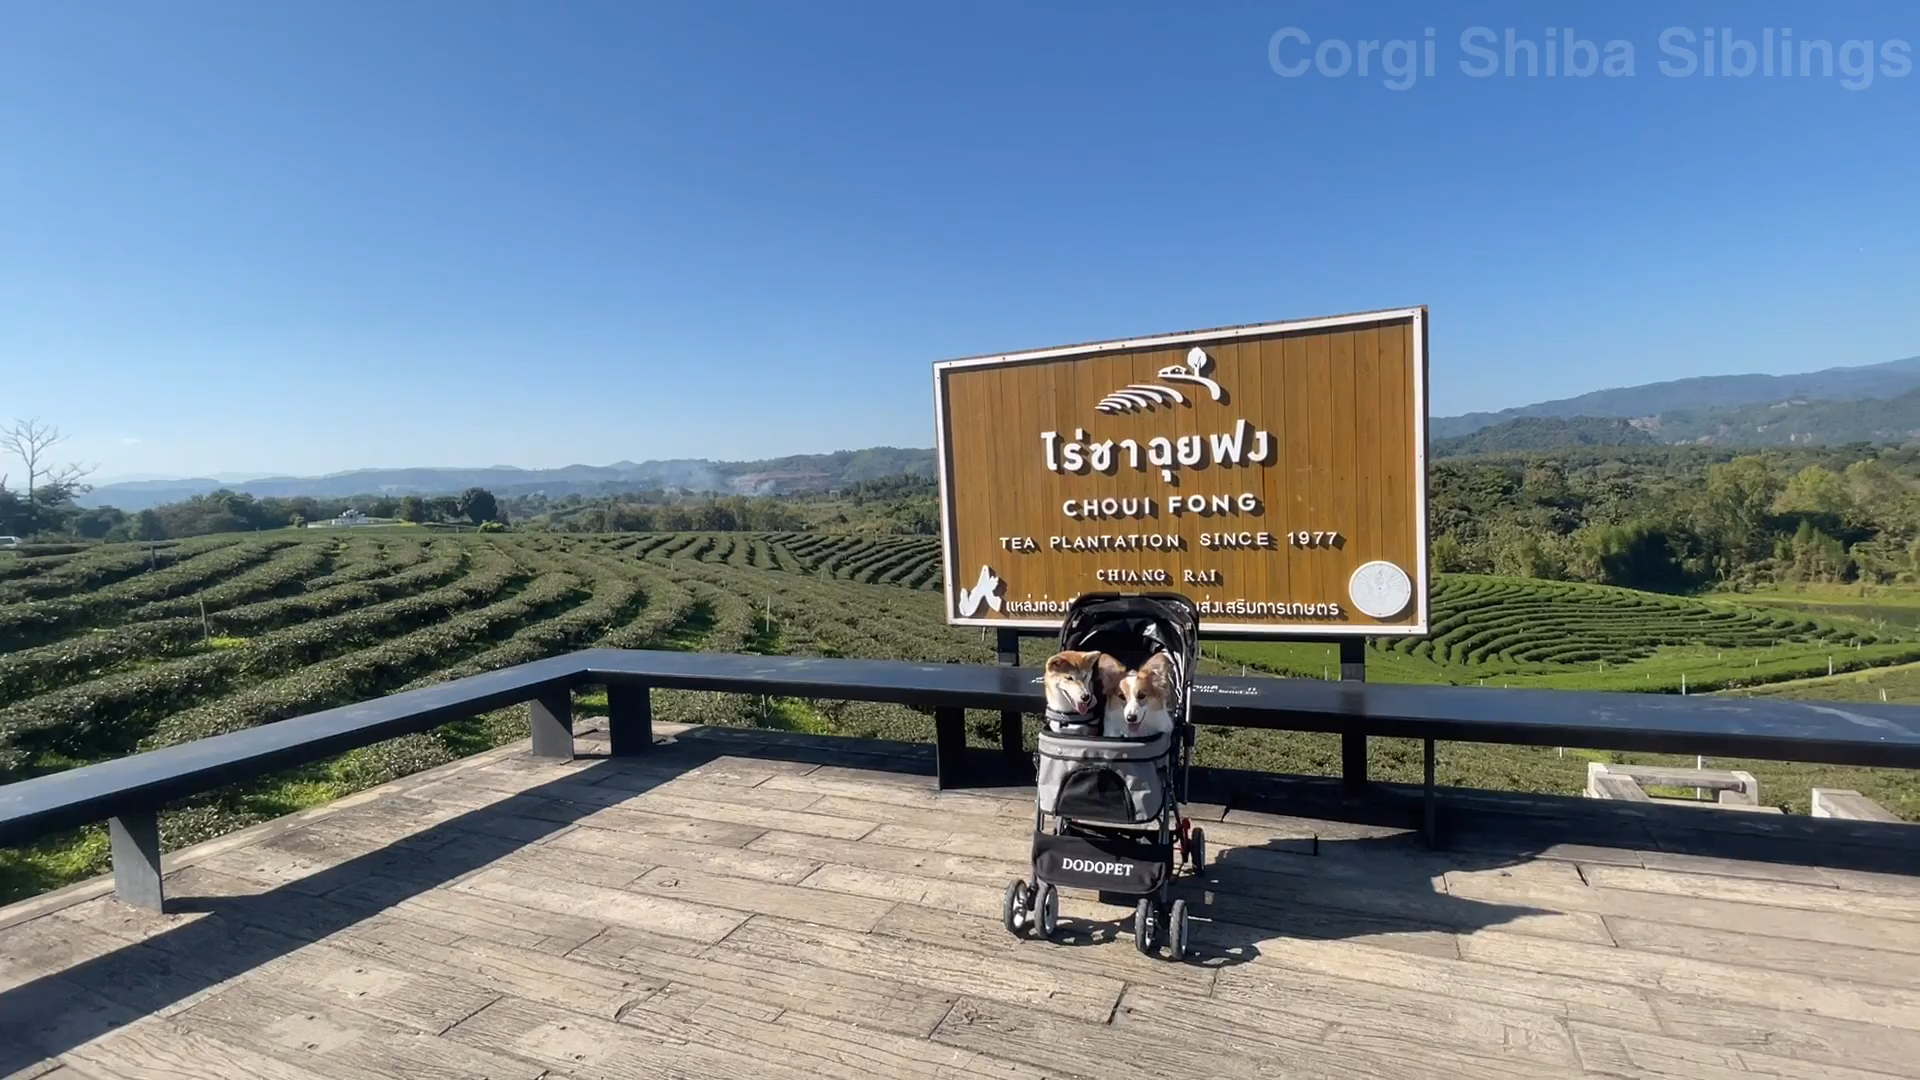 Corgi Shiba Siblings
ไร่ชาฉุยฟง
CHOUI FONG
TEA PLANTATION SINCE 1977
CHIANG RAI
แหล่งท่อง ส่งเสริมการเกษตร
DODOPET